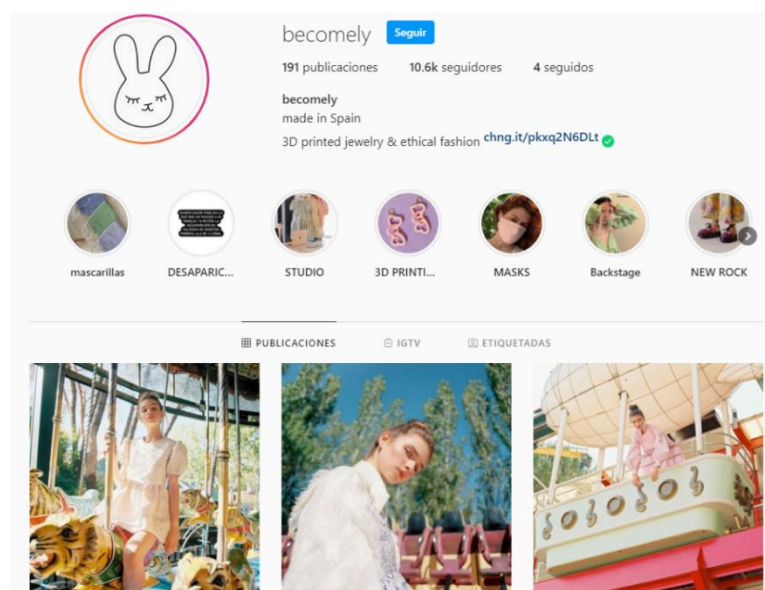 becomely Seguir
191 publicaciones 10.6k seguidores 4 seguidos
becomely
made in Spain
3D printed jewelry & ethical fashion chng.it/pkxq2N6DLt
mascarillas DESAPARIC... STUDIO 3D PRINTI... MASKS Backstage NEW ROCK
PUBLICACIONES IGTV ETIQUETADAS